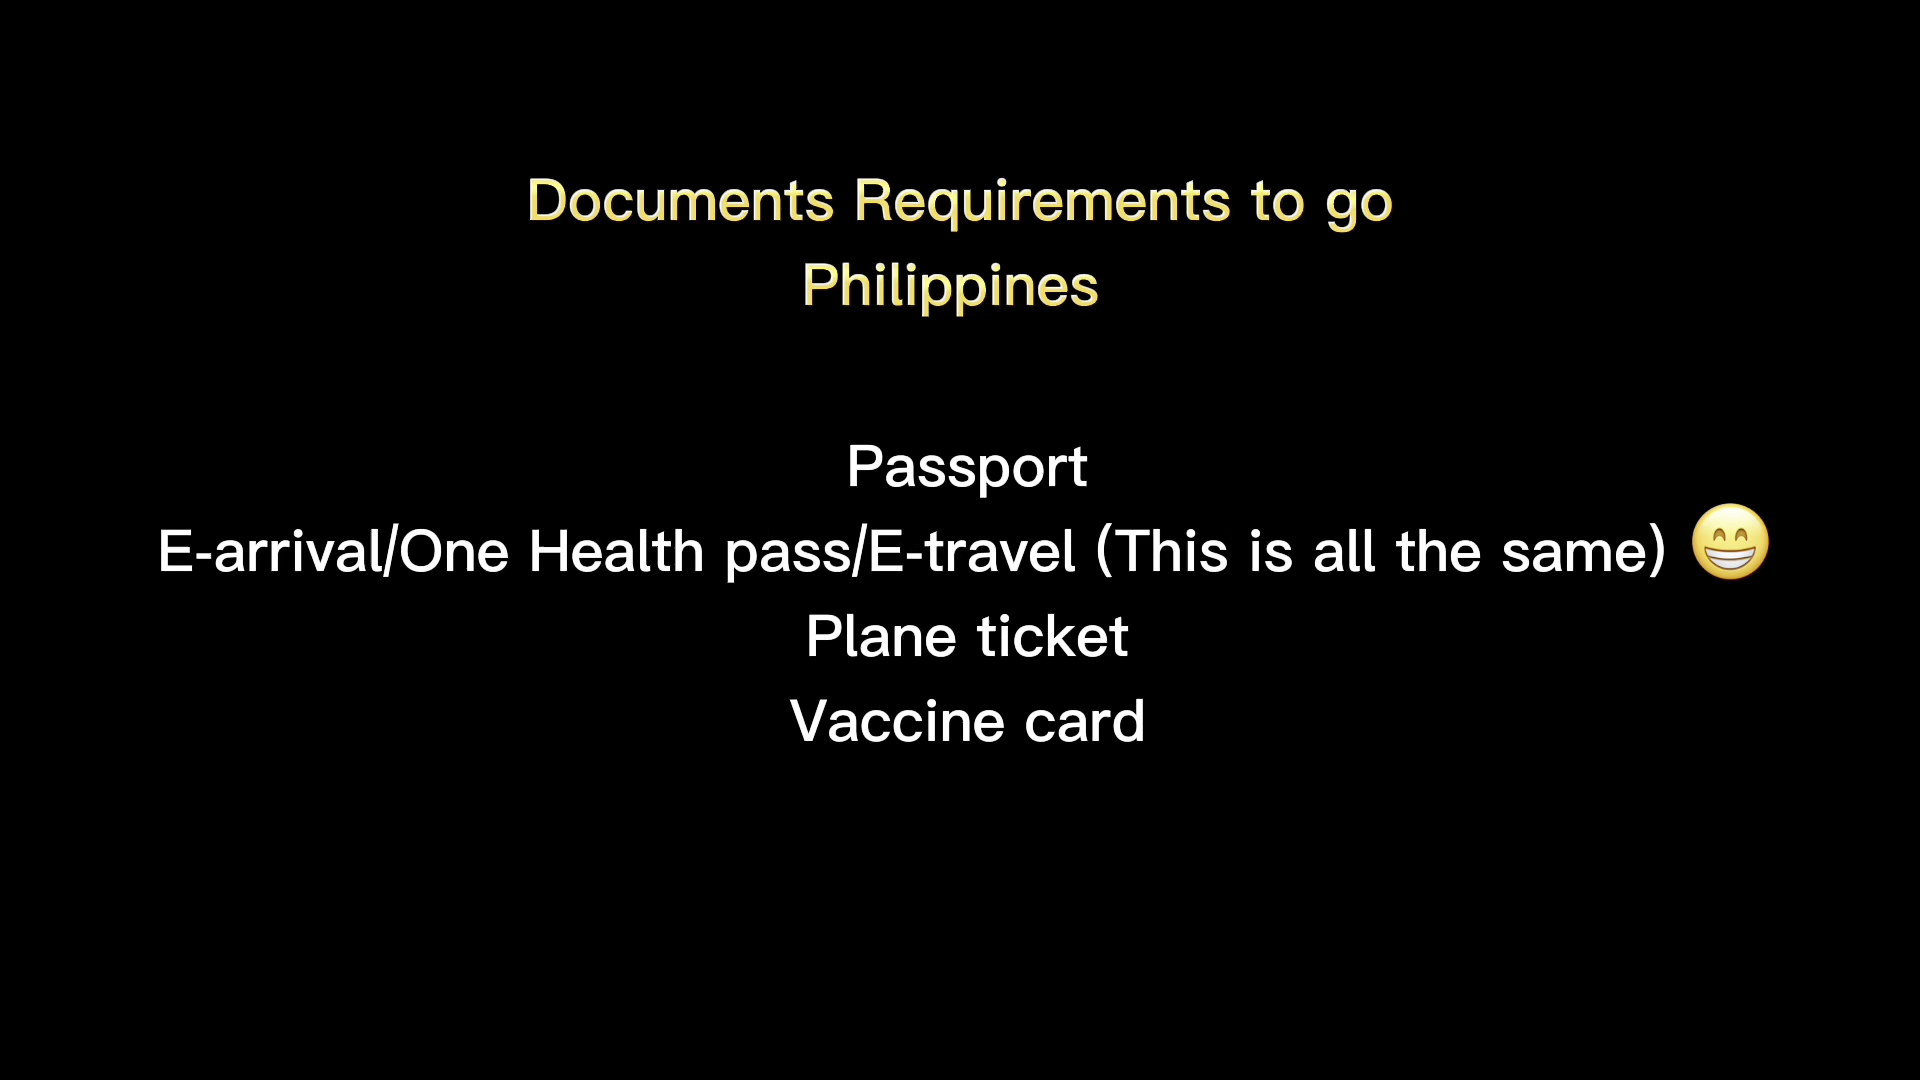 Documents Requirements to go
Philippines
Passport
E-arrival/One Health pass/E-travel (This is all the same) 😁
Plane ticket
Vaccine card